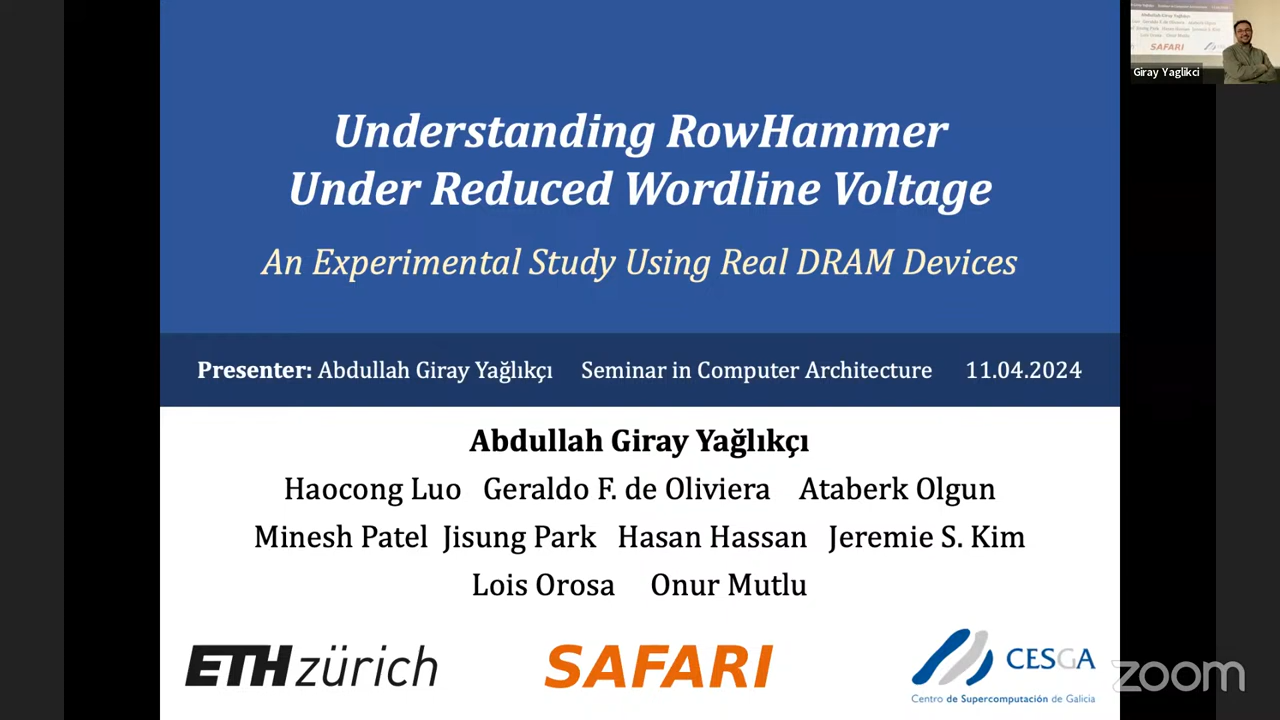 Understanding RowHammer
Under Reduced Wordline Voltage
An Experimental Study Using Real DRAM Devices
Presenter: Abdullah Giray Yağlıkçı Seminar in Computer Architecture 11.04.2024
Abdullah Giray Yağlıkçı
Haocong Luo Geraldo F. de Oliviera Ataberk Olgun
Minesh Patel Jisung Park Hasan Hassan Jeremie S. Kim
Lois Orosa Onur Mutlu
ETH zürich SAFARI CESGA
Centro de Supercomputación de Galicia
zoom
SAFARI
Giray Yaglikci